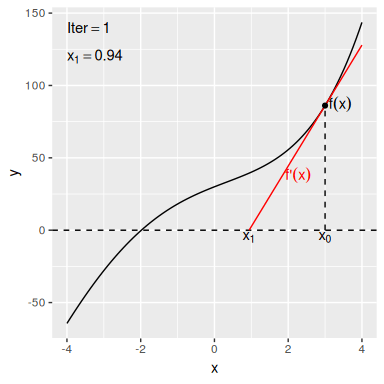 150
100
50
0
-50
y
Iter = 1
x₁ = 0.94
f(x)
f'(x)
x₁
x₀
-4
-2
0
2
4
x